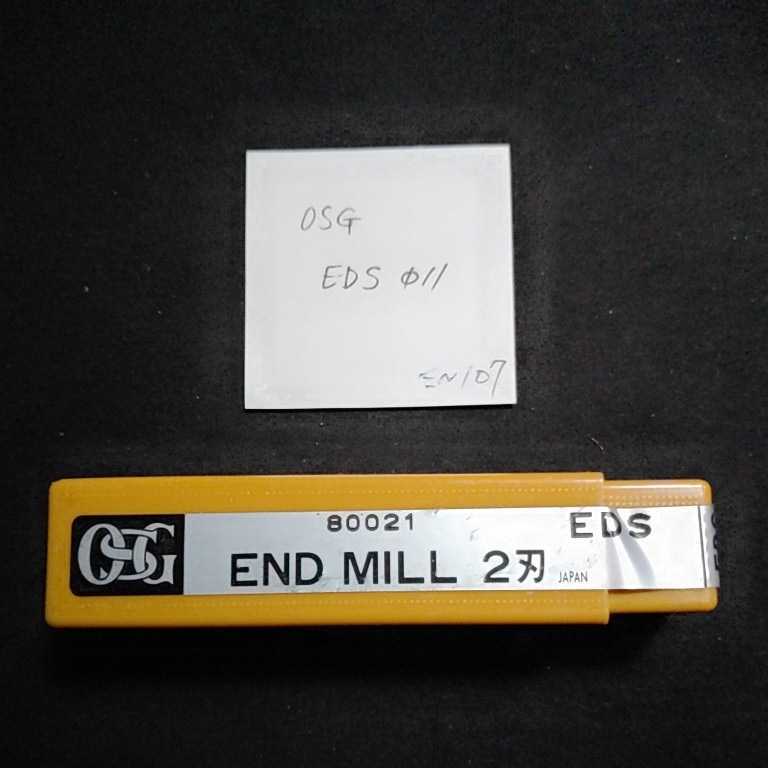 OSG
EDS φ11
EN107
OSG
80021
EDS
END MILL 2刃
JAPAN